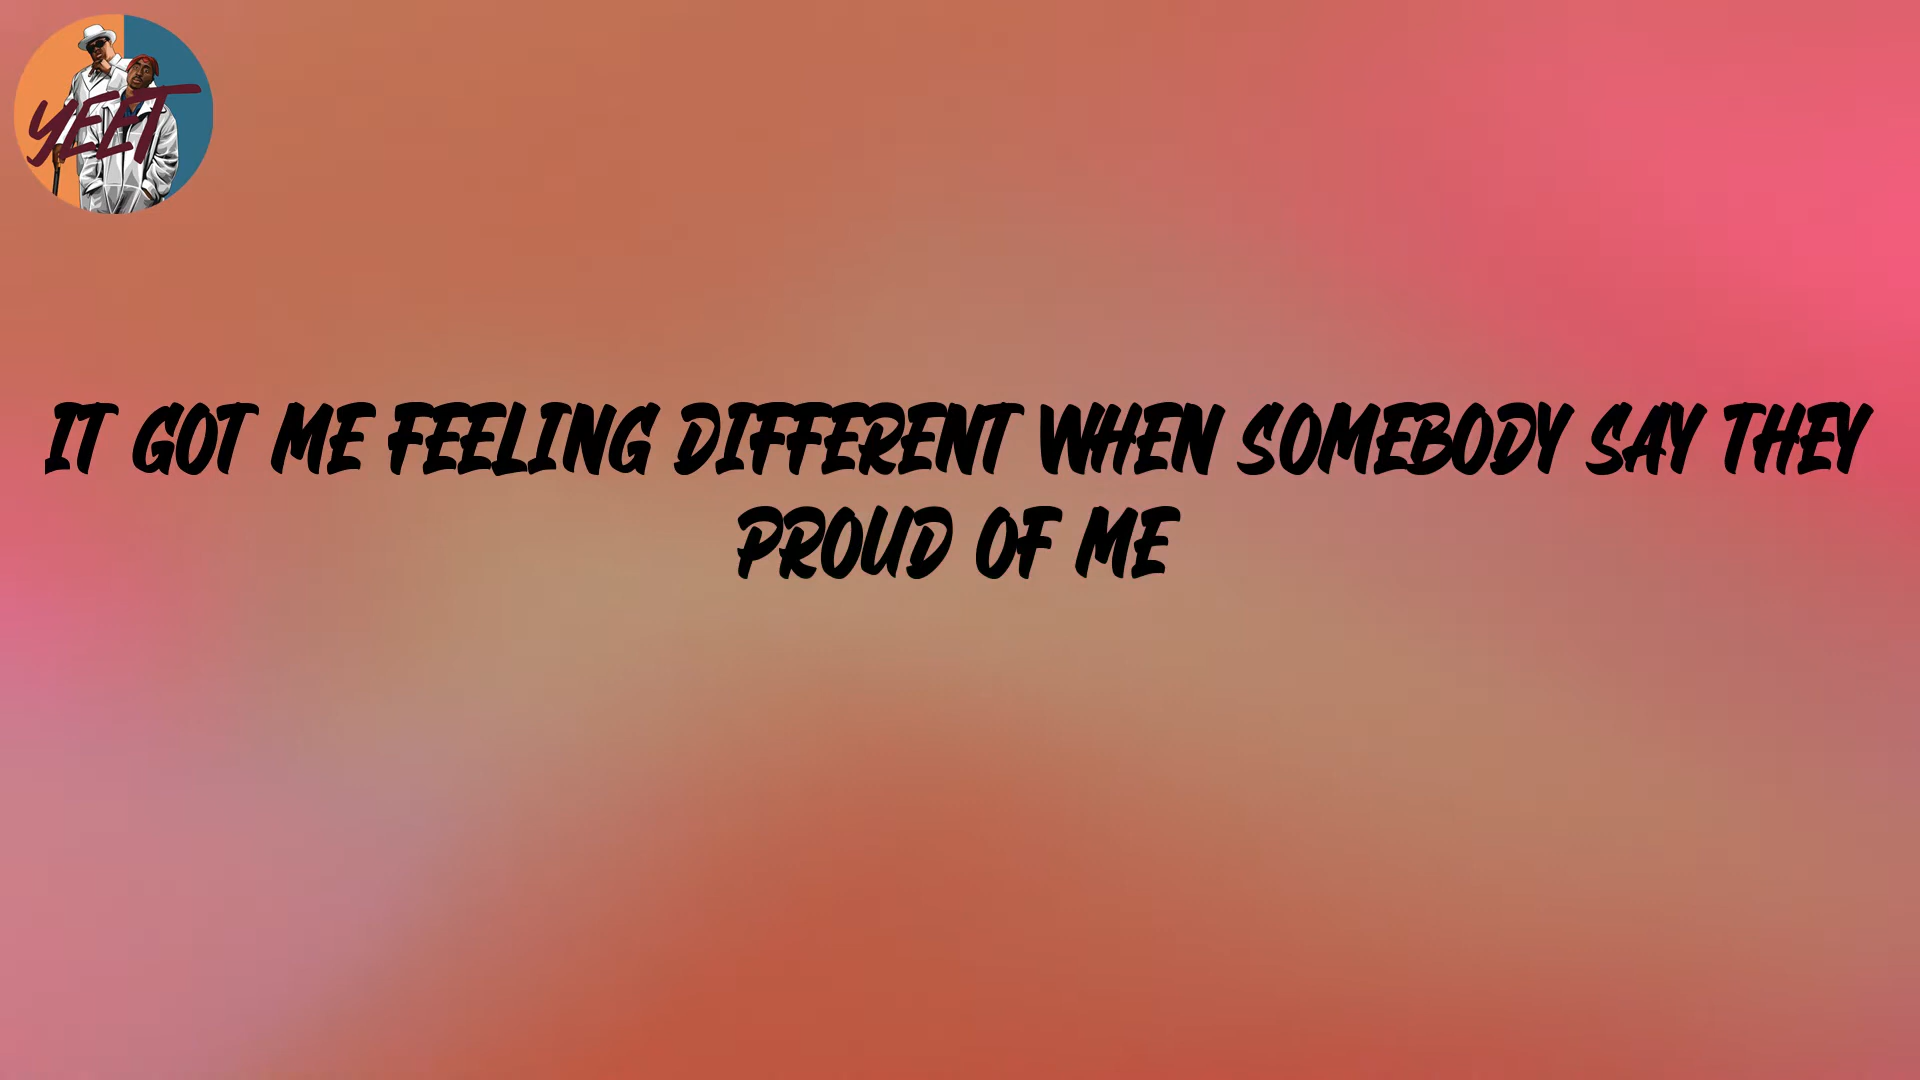 YEET
IT GOT ME FEELING DIFFERENT WHEN SOMEBODY SAY THEY
PROUD OF ME